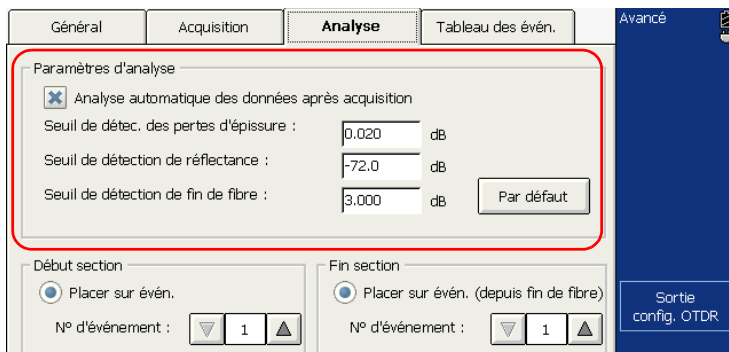 Général Acquisition Analyse Tableau des évén. Avancé
Paramètres d'analyse
Analyse automatique des données après acquisition
Seuil de détec. des pertes d'épissure : 0.020 dB
Seuil de détection de réflectance : -72.0 dB
Seuil de détection de fin de fibre : 3.000 dB Par défaut
Début section Fin section
Placer sur évén. Placer sur évén. (depuis fin de fibre)
N° d'événement : 1 N° d'événement : 1
Sortie
config. OTDR